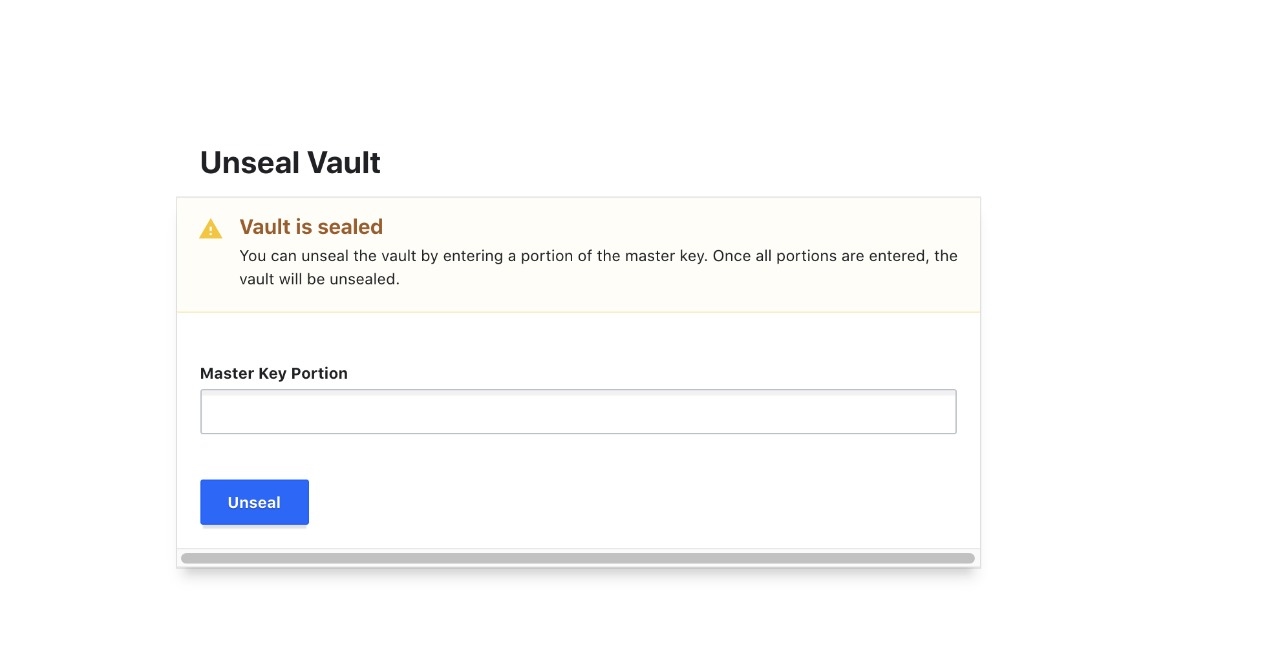 Unseal Vault
Vault is sealed
You can unseal the vault by entering a portion of the master key. Once all portions are entered, the
vault will be unsealed.
Master Key Portion
Unseal